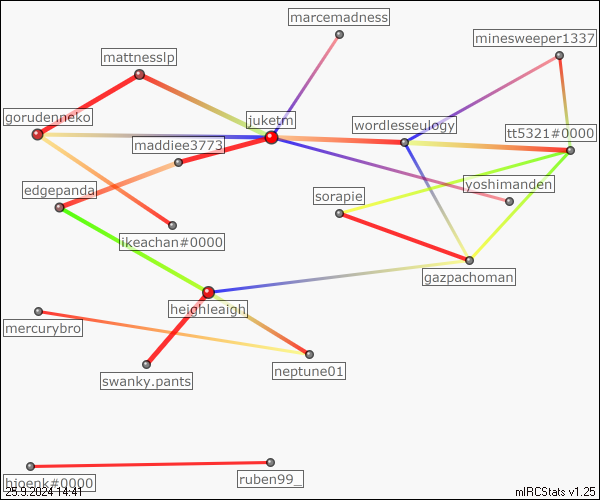 marcemadness
minesweeper1337
mattnesslp
gorudenneko
juketm
wordlesseulogy
tt5321#0000
maddiee3773
edgepanda
sorapie
yoshimanden
ikeachan#0000
gazpachoman
heighleaigh
mercurybro
neptune01
swanky.pants
ruben99_
hjoenk#0000
25.9.2024 14:41
mIRCStats v1.25